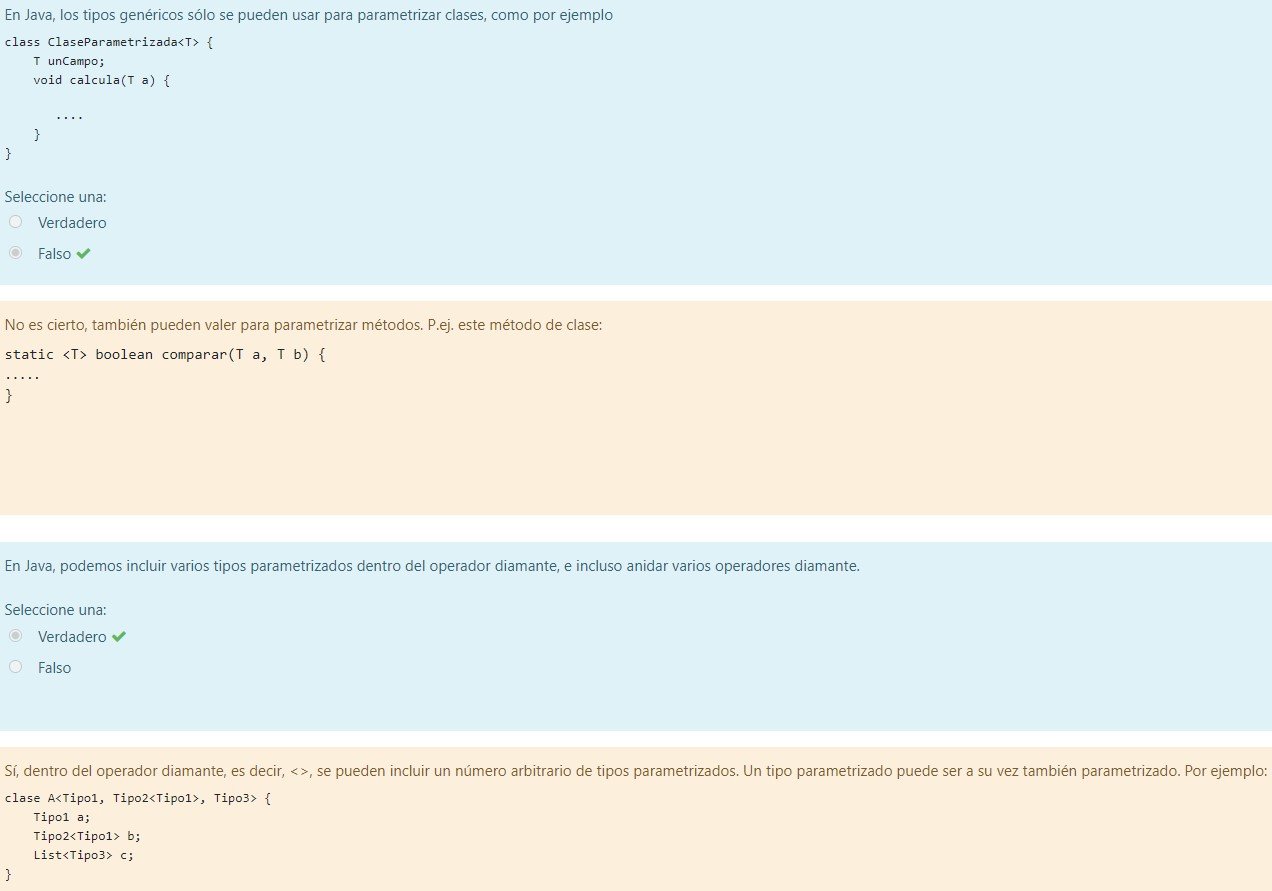 En Java, los tipos genéricos sólo se pueden usar para parametrizar clases, como por ejemplo
class ClaseParametrizada<T> {
    T unCampo;
    void calcula(T a) {
       ....
    }
}
Seleccione una:
Verdadero
Falso
No es cierto, también pueden valer para parametrizar métodos. P.ej. este método de clase:
static <T> boolean comparar(T a, T b) {
.....
}
En Java, podemos incluir varios tipos parametrizados dentro del operador diamante, e incluso anidar varios operadores diamante.
Seleccione una:
Verdadero
Falso
Sí, dentro del operador diamante, es decir, <>, se pueden incluir un número arbitrario de tipos parametrizados. Un tipo parametrizado puede ser a su vez también parametrizado. Por ejemplo:
clase A<Tipo1, Tipo2<Tipo1>, Tipo3> {
    Tipo1 a;
    Tipo2<Tipo1> b;
    List<Tipo3> c;
}